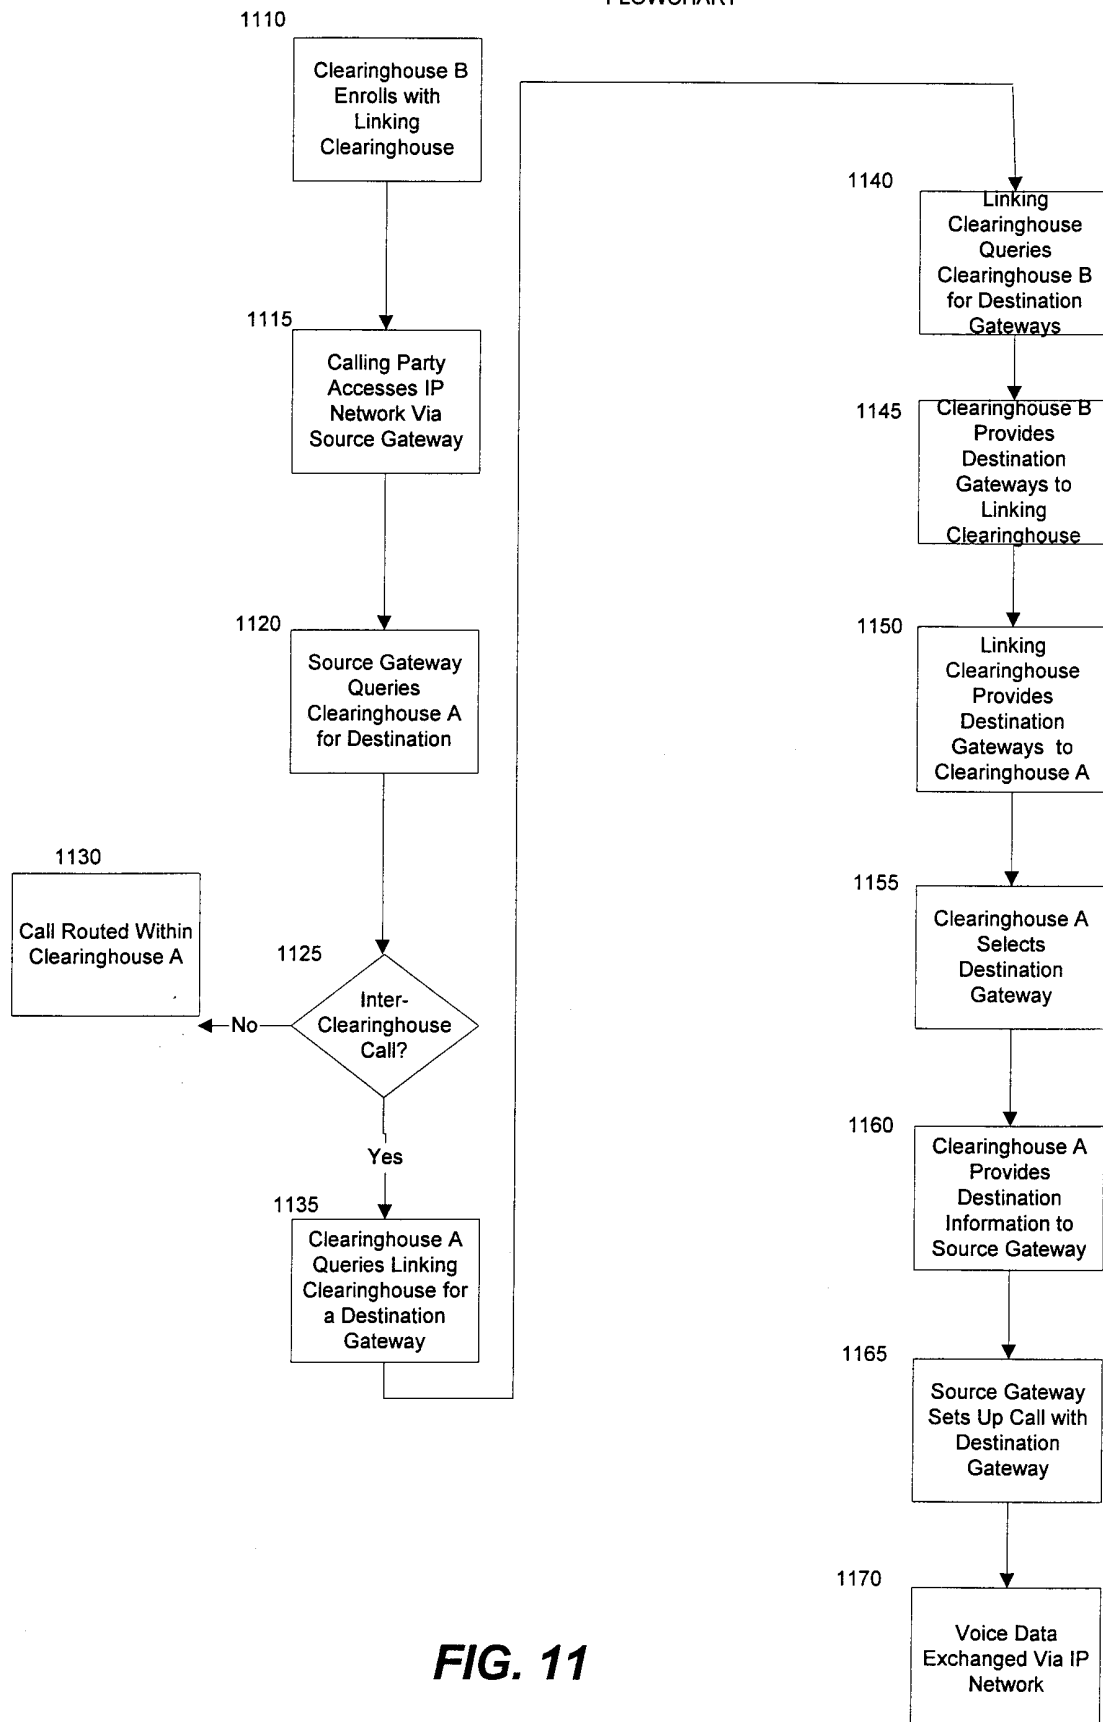 FLOWCHART
1110
Clearinghouse B
Enrolls with
Linking
Clearinghouse
1115
Calling Party
Accesses IP
Network Via
Source Gateway
1120
Source Gateway
Queries
Clearinghouse A
for Destination
1130
Call Routed Within
Clearinghouse A
1125
Inter-
Clearinghouse
Call?
No
Yes
1135
Clearinghouse A
Queries Linking
Clearinghouse for
a Destination
Gateway
1140
Linking
Clearinghouse
Queries
Clearinghouse B
for Destination
Gateways
1145
Clearinghouse B
Provides
Destination
Gateways to
Linking
Clearinghouse
1150
Linking
Clearinghouse
Provides
Destination
Gateways to
Clearinghouse A
1155
Clearinghouse A
Selects
Destination
Gateway
1160
Clearinghouse A
Provides
Destination
Information to
Source Gateway
1165
Source Gateway
Sets Up Call with
Destination
Gateway
1170
Voice Data
Exchanged Via IP
Network
FIG. 11